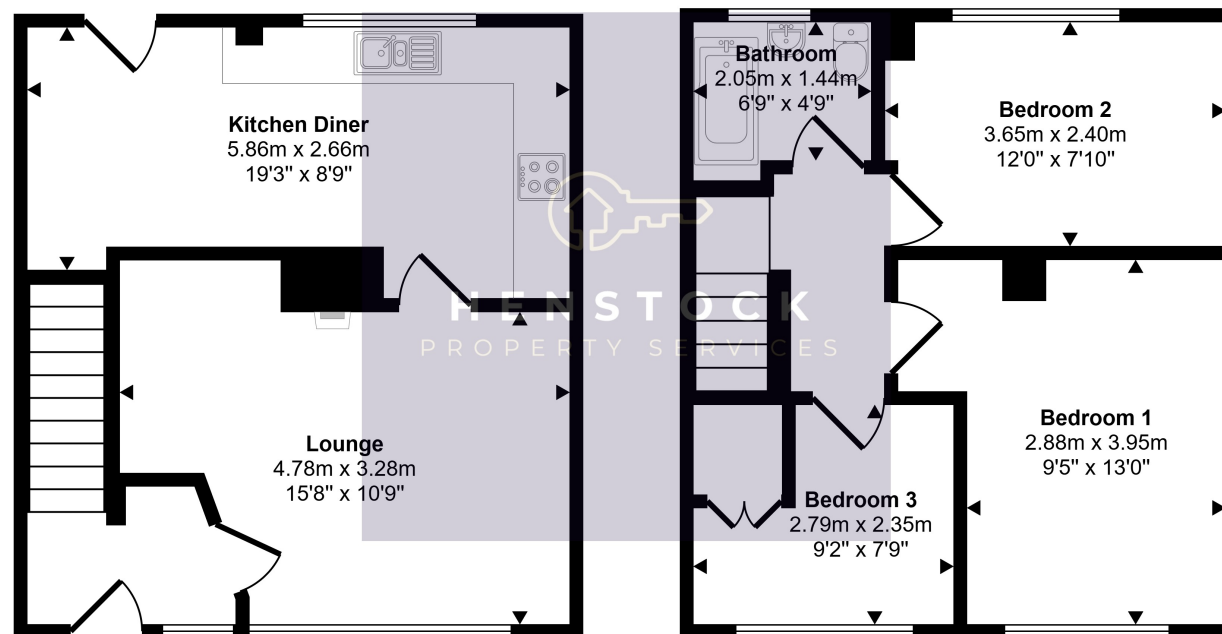 Kitchen Diner
5.86m x 2.66m
19'3" x 8'9"
Lounge
4.78m x 3.28m
15'8" x 10'9"
Bathroom
2.05m x 1.44m
6'9" x 4'9"
Bedroom 2
3.65m x 2.40m
12'0" x 7'10"
Bedroom 1
2.88m x 3.95m
9'5" x 13'0"
Bedroom 3
2.79m x 2.35m
9'2" x 7'9"
HENSTOCK
PROPERTY SERVICES